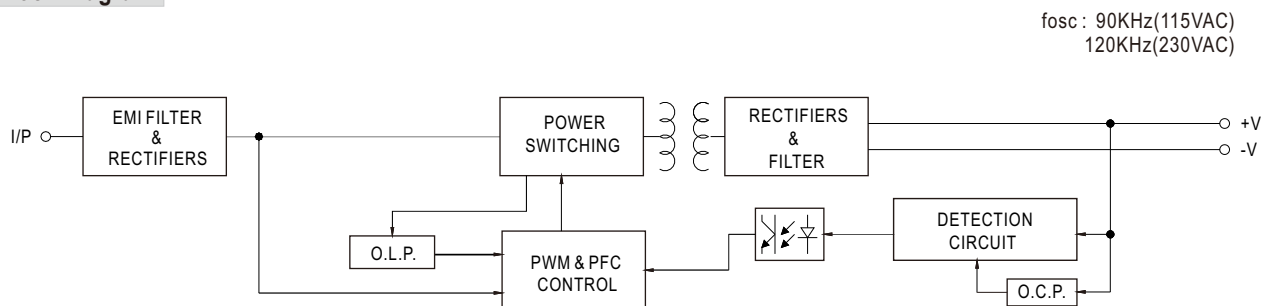 fosc : 90KHz(115VAC)
120KHz(230VAC)
I/P
EMI FILTER
&
RECTIFIERS
POWER
SWITCHING
RECTIFIERS
&
FILTER
+V
-V
O.L.P.
PWM & PFC
CONTROL
DETECTION
CIRCUIT
O.C.P.